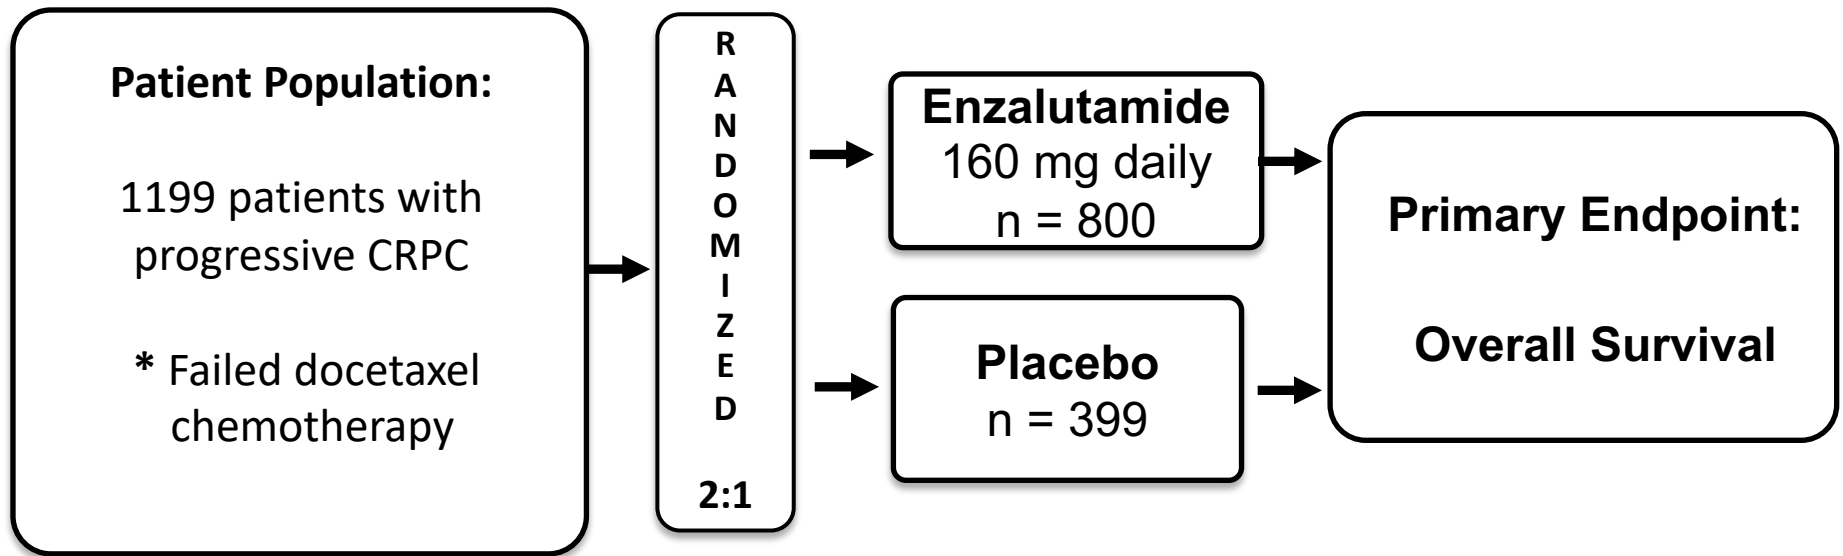 Patient Population:
1199 patients with
progressive CRPC
* Failed docetaxel
chemotherapy
R
A
N
D
O
M
I
Z
E
D
2:1
Enzalutamide
160 mg daily
n = 800
Placebo
n = 399
Primary Endpoint:
Overall Survival